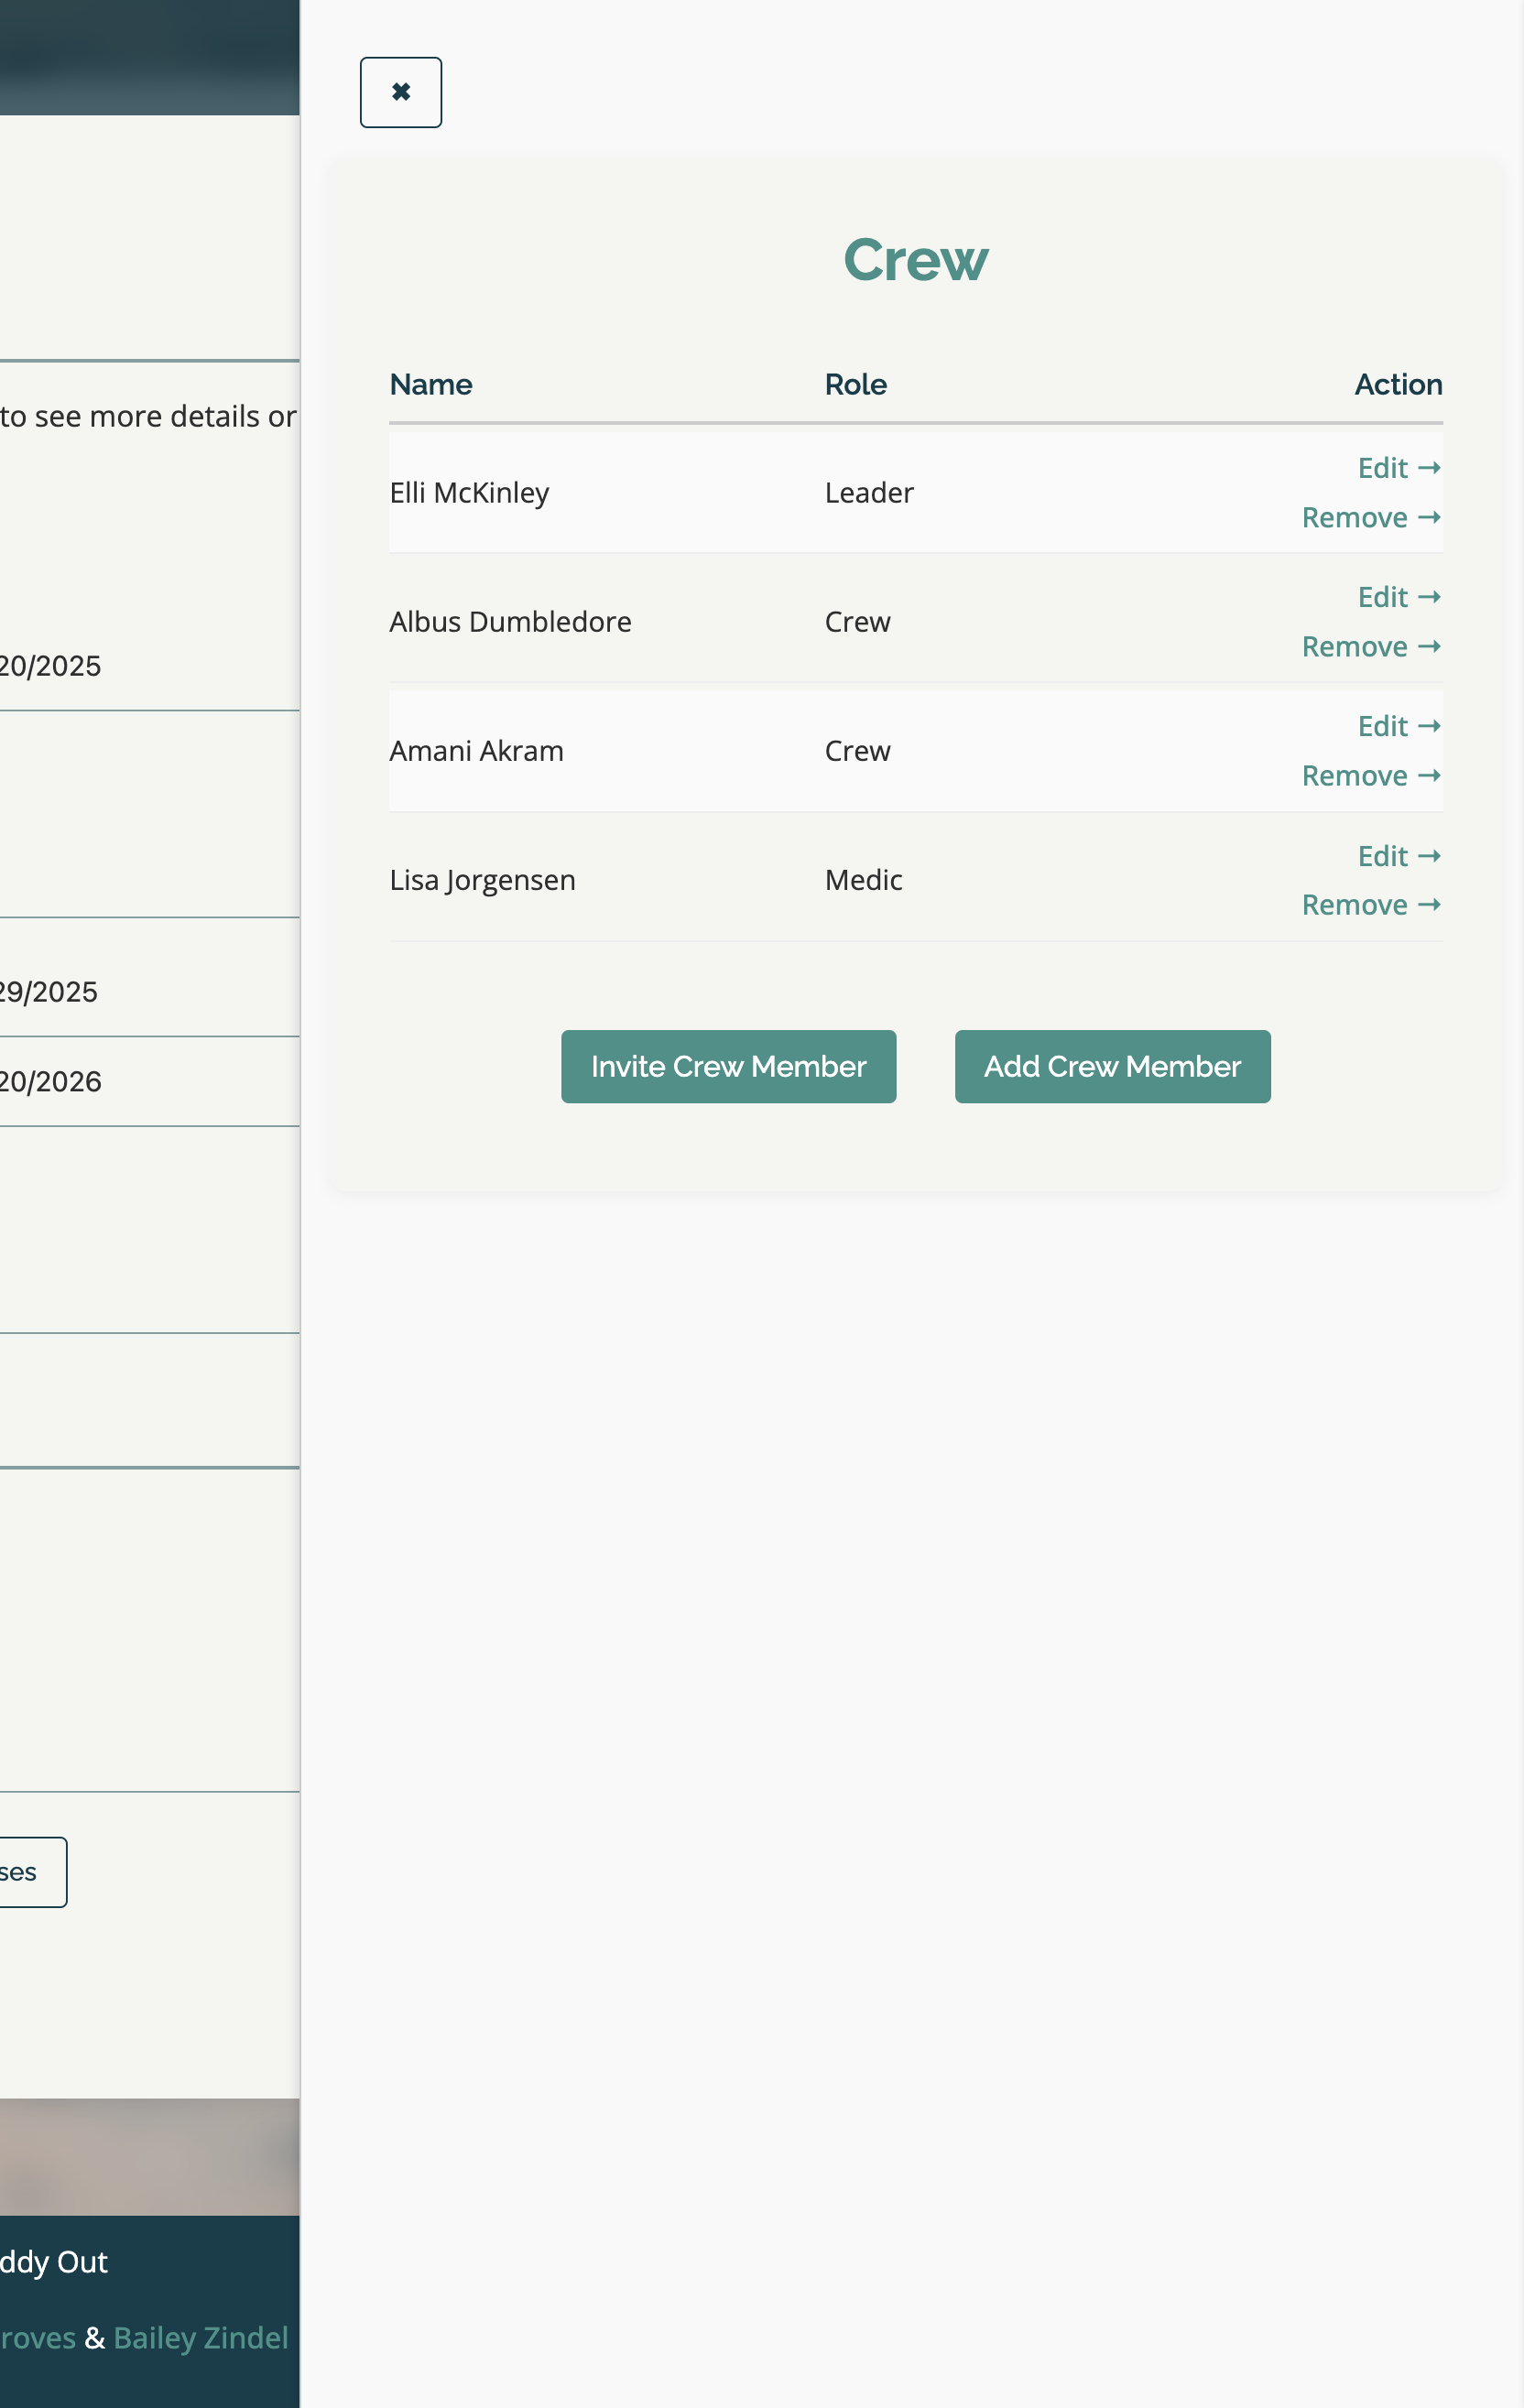 ✖
Crew
Name Role Action
Elli McKinley Leader Edit →
Remove →
Albus Dumbledore Crew Edit →
Remove →
Amani Akram Crew Edit →
Remove →
Lisa Jorgensen Medic Edit →
Remove →
Invite Crew Member Add Crew Member
to see more details or
20/2025
29/2025
20/2026
ses
ddy Out
roves & Bailey Zindel